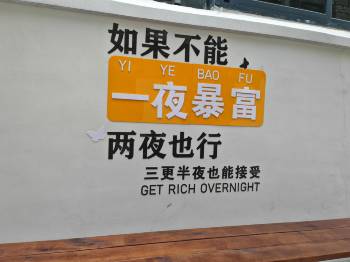 如果不能
YI YE BAO FU
一夜暴富
两夜也行
三更半夜也能接受
GET RICH OVERNIGHT